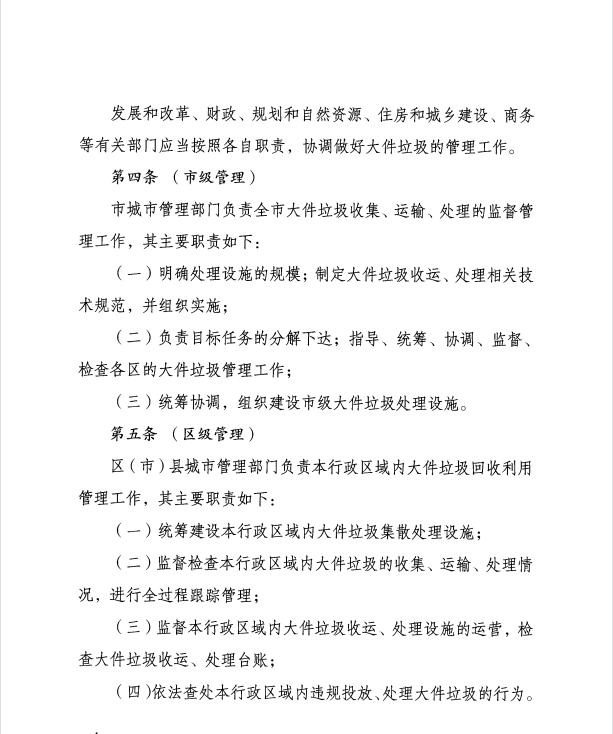 发展和改革、财政、规划和自然资源、住房和城乡建设、商务
等有关部门应当按照各自职责，协调做好大件垃圾的管理工作。
第四条 （市级管理）
市城市管理部门负责全市大件垃圾收集、运输、处理的监督管
理工作，其主要职责如下：
（一）明确处理设施的规模；制定大件垃圾收运、处理相关技
术规范，并组织实施；
（二）负责目标任务的分解下达；指导、统筹、协调、监督、
检查各区的大件垃圾管理工作；
（三）统筹协调，组织建设市级大件垃圾处理设施。
第五条 （区级管理）
区（市）县城市管理部门负责本行政区域内大件垃圾回收利用
管理工作，其主要职责如下：
（一）统筹建设本行政区域内大件垃圾集散处理设施；
（二）监督检查本行政区域内大件垃圾的收集、运输、处理情
况，进行全过程跟踪管理；
（三）监督本行政区域内大件垃圾收运、处理设施的运营，检
查大件垃圾收运、处理台账；
（四）依法查处本行政区域内违规投放、处理大件垃圾的行为。